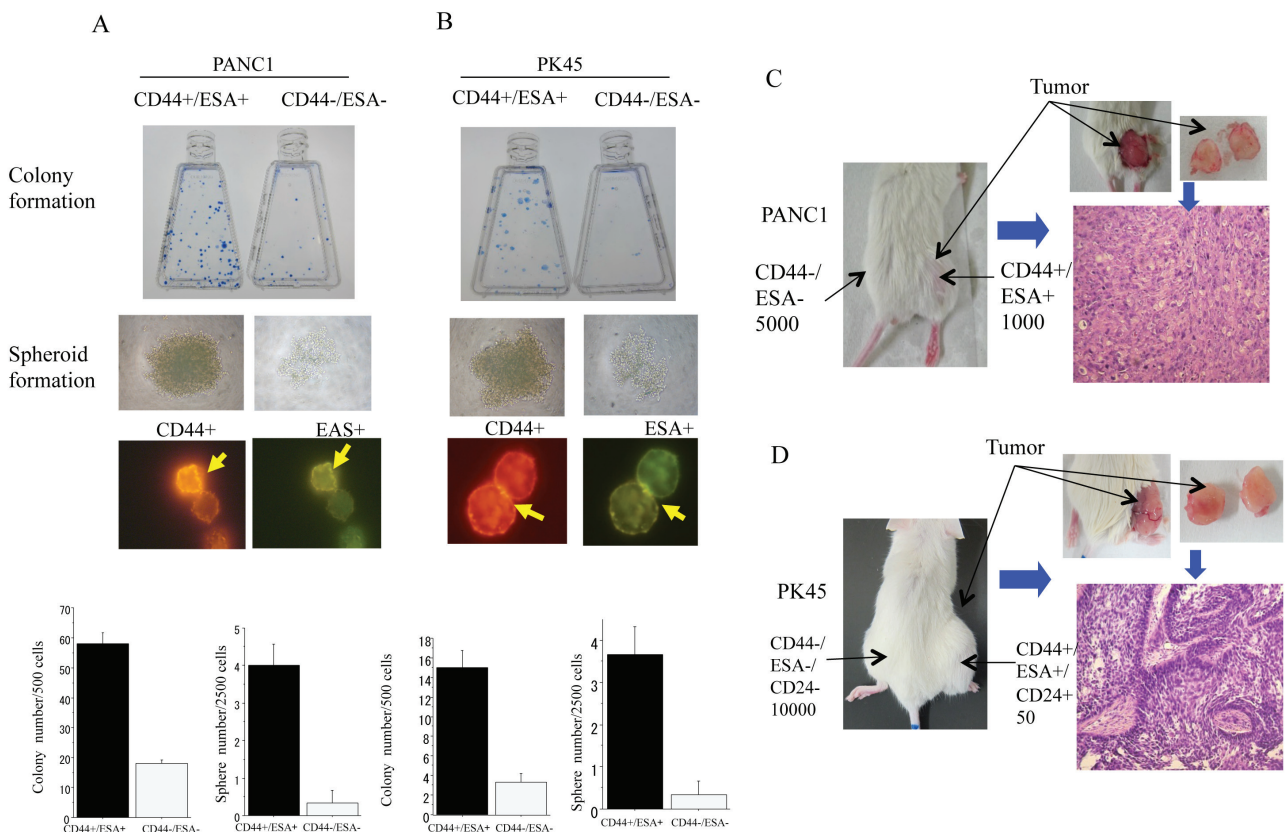 A
PANC1
CD44+/ESA+ CD44-/ESA-
Colony
formation
Spheroid
formation
CD44+ EAS+
70
60
50
40
30
20
10
0
Colony number/500 cells
CD44+/ESA+ CD44-/ESA-
5
4
3
2
1
0
Sphere number/2500 cells
CD44+/ESA+ CD44-/ESA-
B
PK45
CD44+/ESA+ CD44-/ESA-
CD44+ ESA+
18
16
14
12
10
8
6
4
2
0
Colony number/500 cells
CD44+/ESA+ CD44-/ESA-
4
3
2
1
0
Sphere number/2500 cells
CD44+/ESA+ CD44-/ESA-
C
Tumor
PANC1
CD44-/
ESA-
5000
CD44+/
ESA+
1000
D
Tumor
PK45
CD44-/
ESA-/
CD24-
10000
CD44+/
ESA+/
CD24+
50